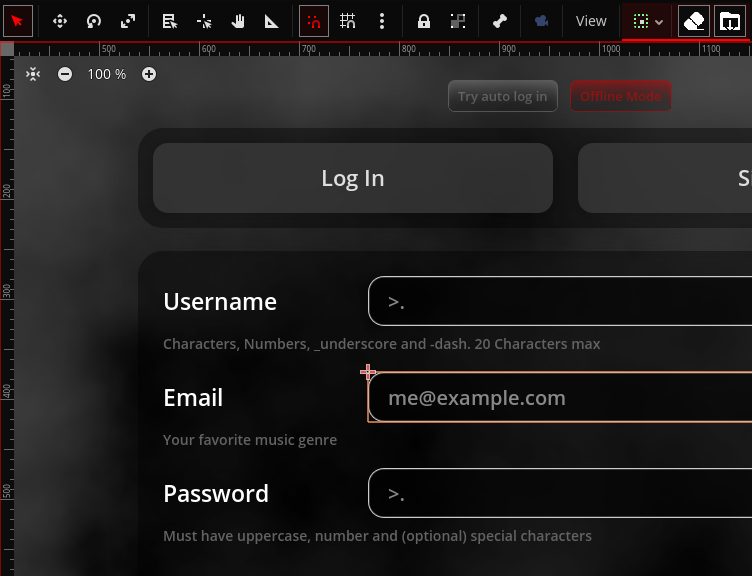 View
500 600 700 800 900 1000 1100
100 %
Try auto log in Offline Mode
100
200
300
400
500
Log In
Username
>.
Characters, Numbers, _underscore and -dash. 20 Characters max
Email
me@example.com
Your favorite music genre
Password
>.
Must have uppercase, number and (optional) special characters